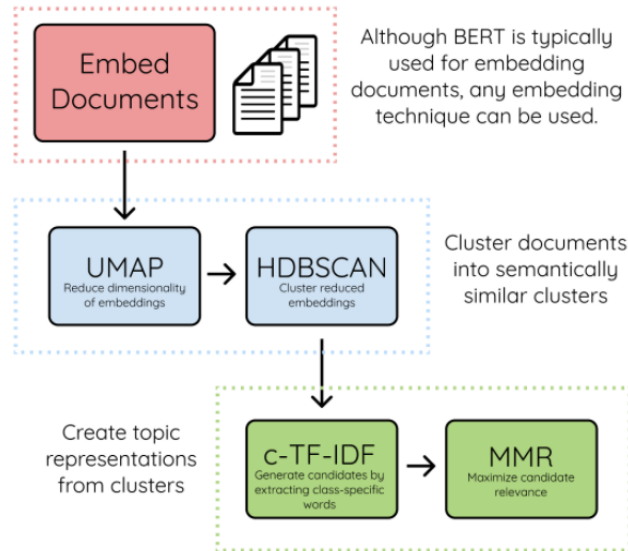 Embed
Documents
Although BERT is typically
used for embedding
documents, any embedding
technique can be used.
UMAP
Reduce dimensionality
of embeddings
HDBSCAN
Cluster reduced
embeddings
Cluster documents
into semantically
similar clusters
Create topic
representations
from clusters
c-TF-IDF
Generate candidates by
extracting class-specific
words
MMR
Maximize candidate
relevance